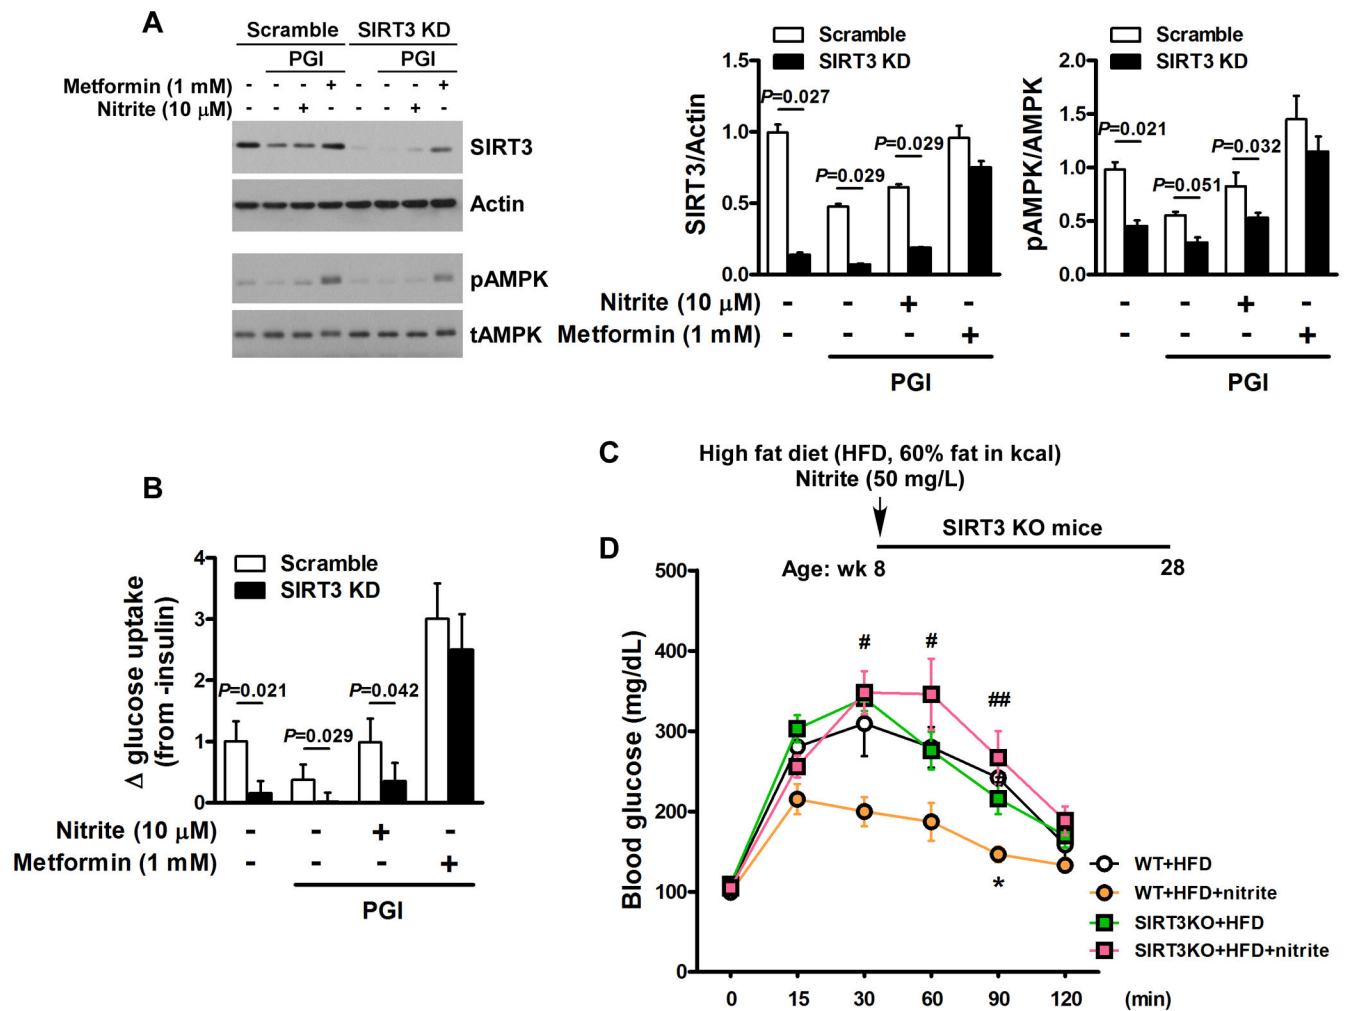 A
Scramble SIRT3 KD
PGI PGI
Metformin (1 mM) - - - + - - - +
Nitrite (10 μM) - - + - - - + -
SIRT3
Actin
pAMPK
tAMPK
Scramble
SIRT3 KD
SIRT3/Actin
1.5
1.0
0.5
0.0
P=0.027
P=0.029
P=0.029
Scramble
SIRT3 KD
pAMPK/AMPK
2.0
1.5
1.0
0.5
0.0
P=0.021
P=0.051
P=0.032
Nitrite (10 μM) - - + - - - + -
Metformin (1 mM) - - - + - - - +
PGI PGI
B
Scramble
SIRT3 KD
Δ glucose uptake
(from -insulin)
4
3
2
1
0
P=0.021
P=0.029
P=0.042
Nitrite (10 μM) - - + -
Metformin (1 mM) - - - +
PGI
C
High fat diet (HFD, 60% fat in kcal)
Nitrite (50 mg/L)
SIRT3 KO mice
Age: wk 8 28
D
Blood glucose (mg/dL)
500
400
300
200
100
0
# # ##
*
0 15 30 60 90 120 (min)
WT+HFD
WT+HFD+nitrite
SIRT3KO+HFD
SIRT3KO+HFD+nitrite